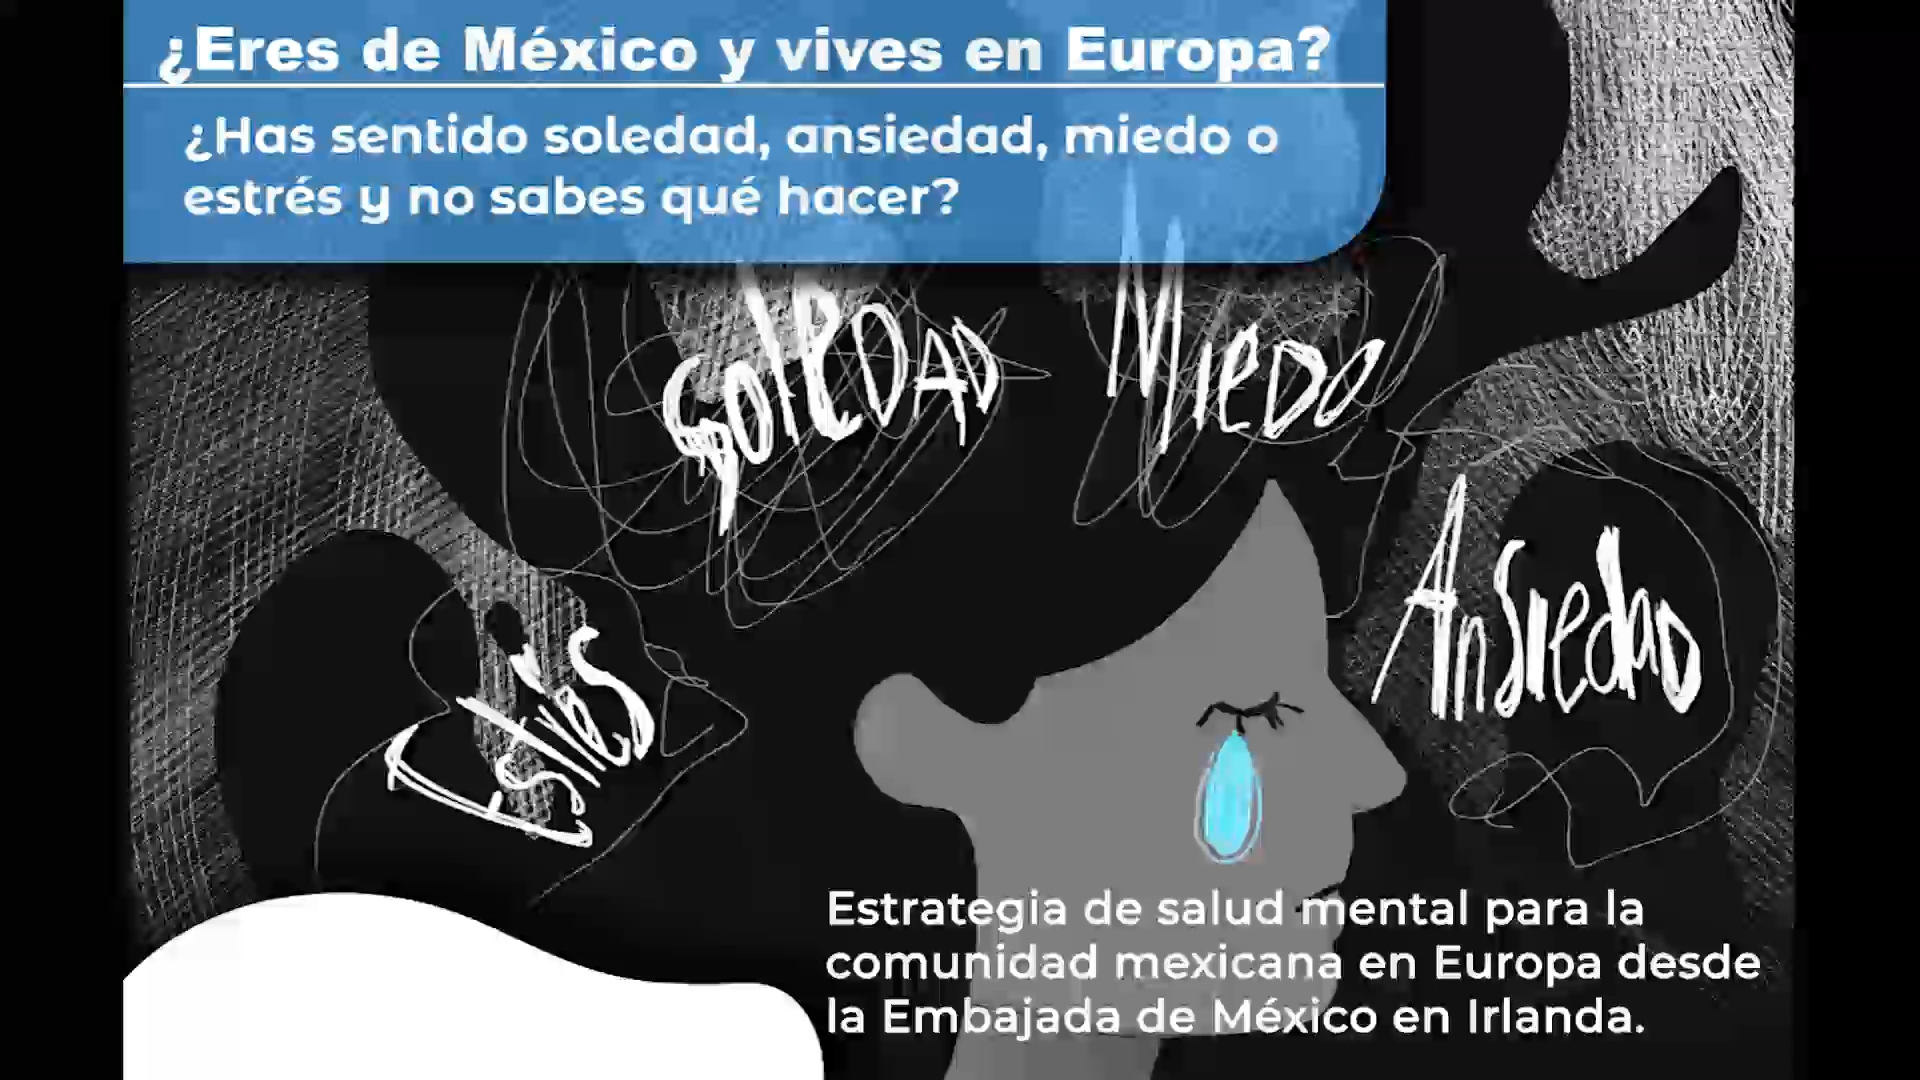 ¿Eres de México y vives en Europa?
¿Has sentido soledad, ansiedad, miedo o
estrés y no sabes qué hacer?
SoleDAD
MieDo
AnSieDaD
Estrés
Estrategia de salud mental para la
comunidad mexicana en Europa desde
la Embajada de México en Irlanda.